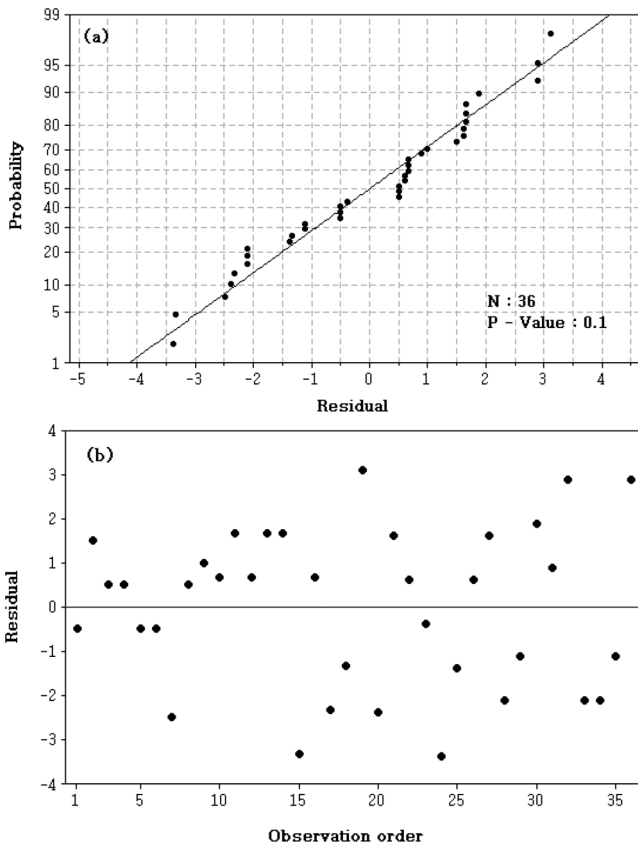 (a)
Probability
99
95
90
80
70
60
50
40
30
20
10
5
1
N : 36
P - Value : 0.1
-5 -4 -3 -2 -1 0 1 2 3 4
Residual
(b)
Residual
4
3
2
1
0
-1
-2
-3
-4
1 5 10 15 20 25 30 35
Observation order